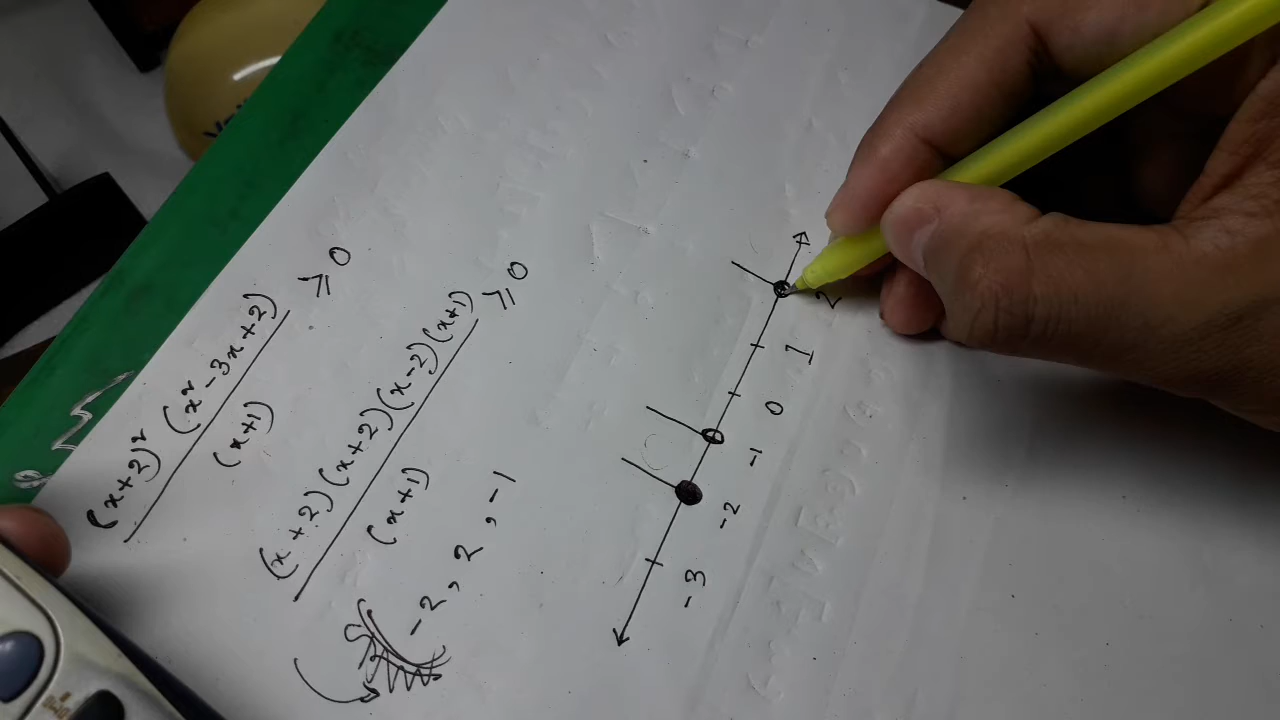 (x+2)² (x²-3x+2)
(x+1)
⩾ 0
(x+2)(x+2)(x-2)(x+1)
(x+1)
⩾ 0
-2, 2, -1
-3 -2 -1 0 1 2